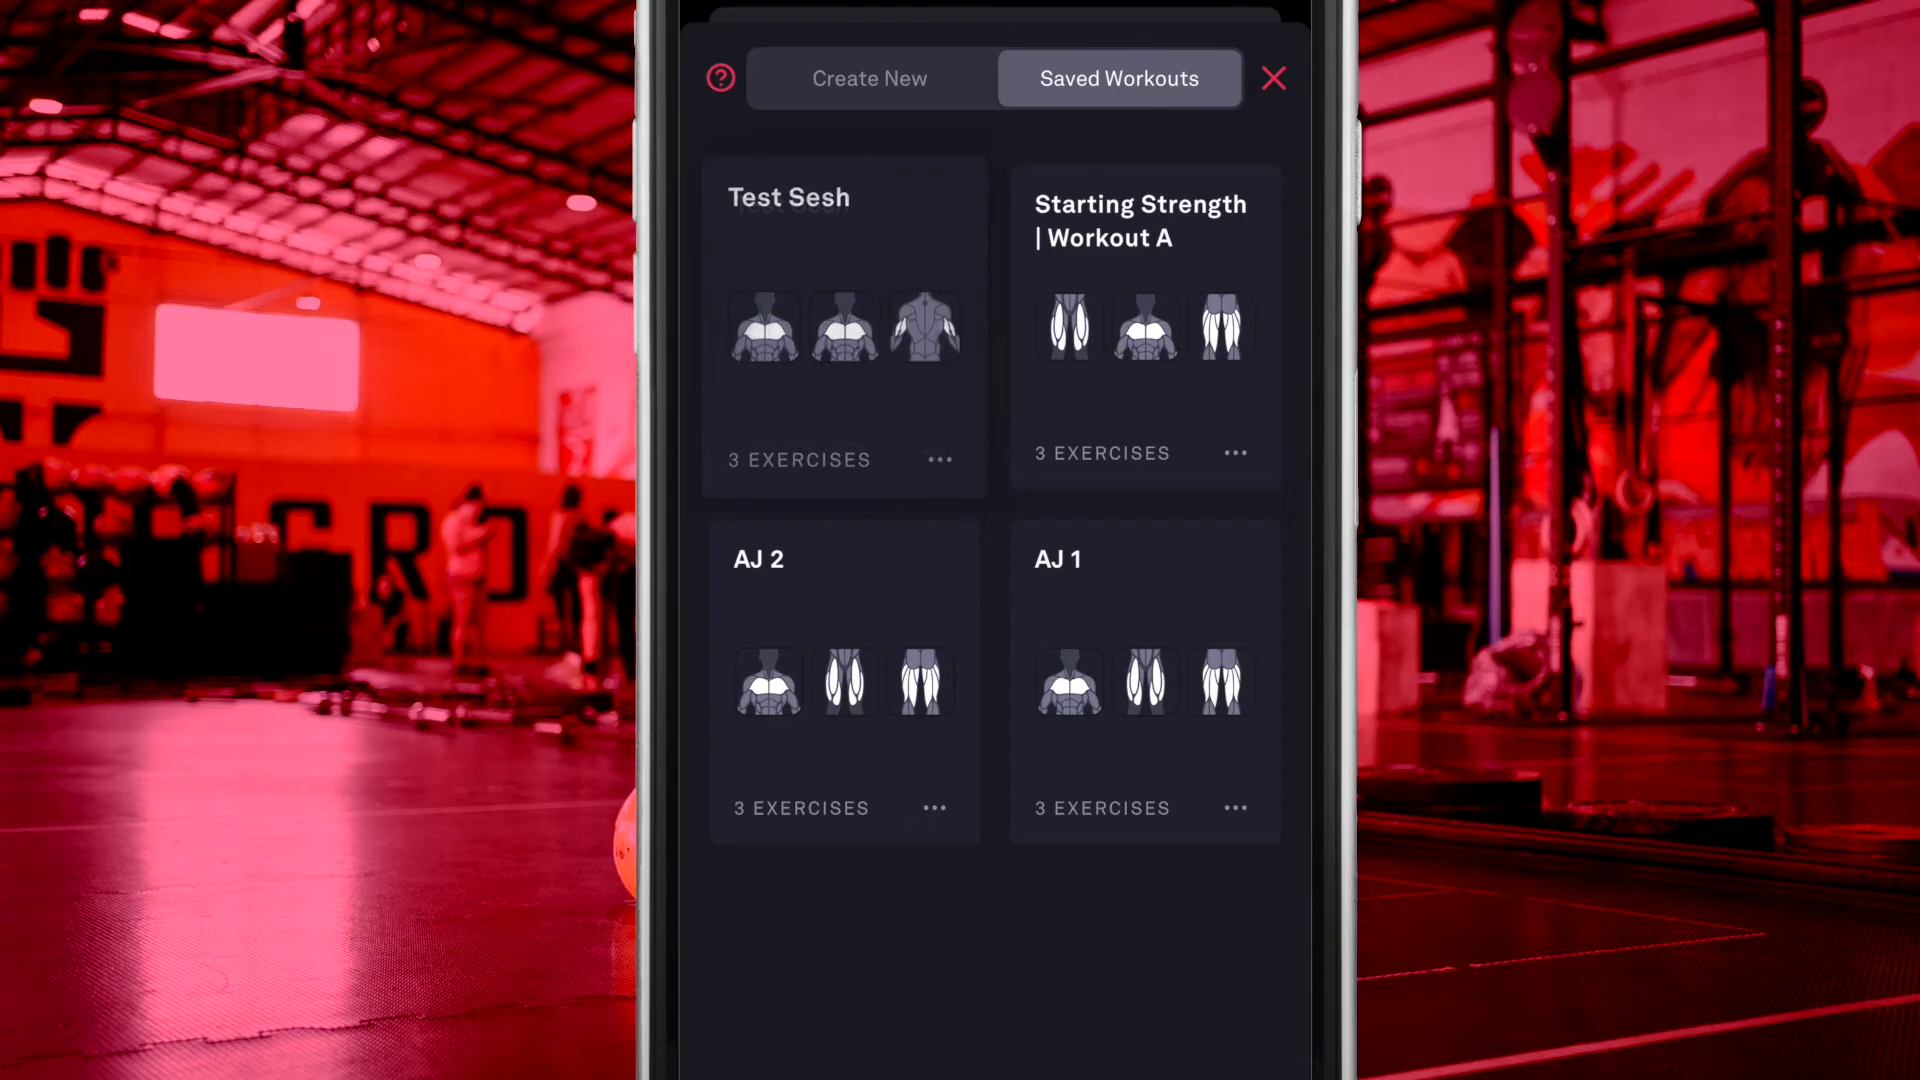 Create New
Saved Workouts
Test Sesh
Starting Strength
| Workout A
3 EXERCISES
3 EXERCISES
AJ 2
AJ 1
3 EXERCISES
3 EXERCISES